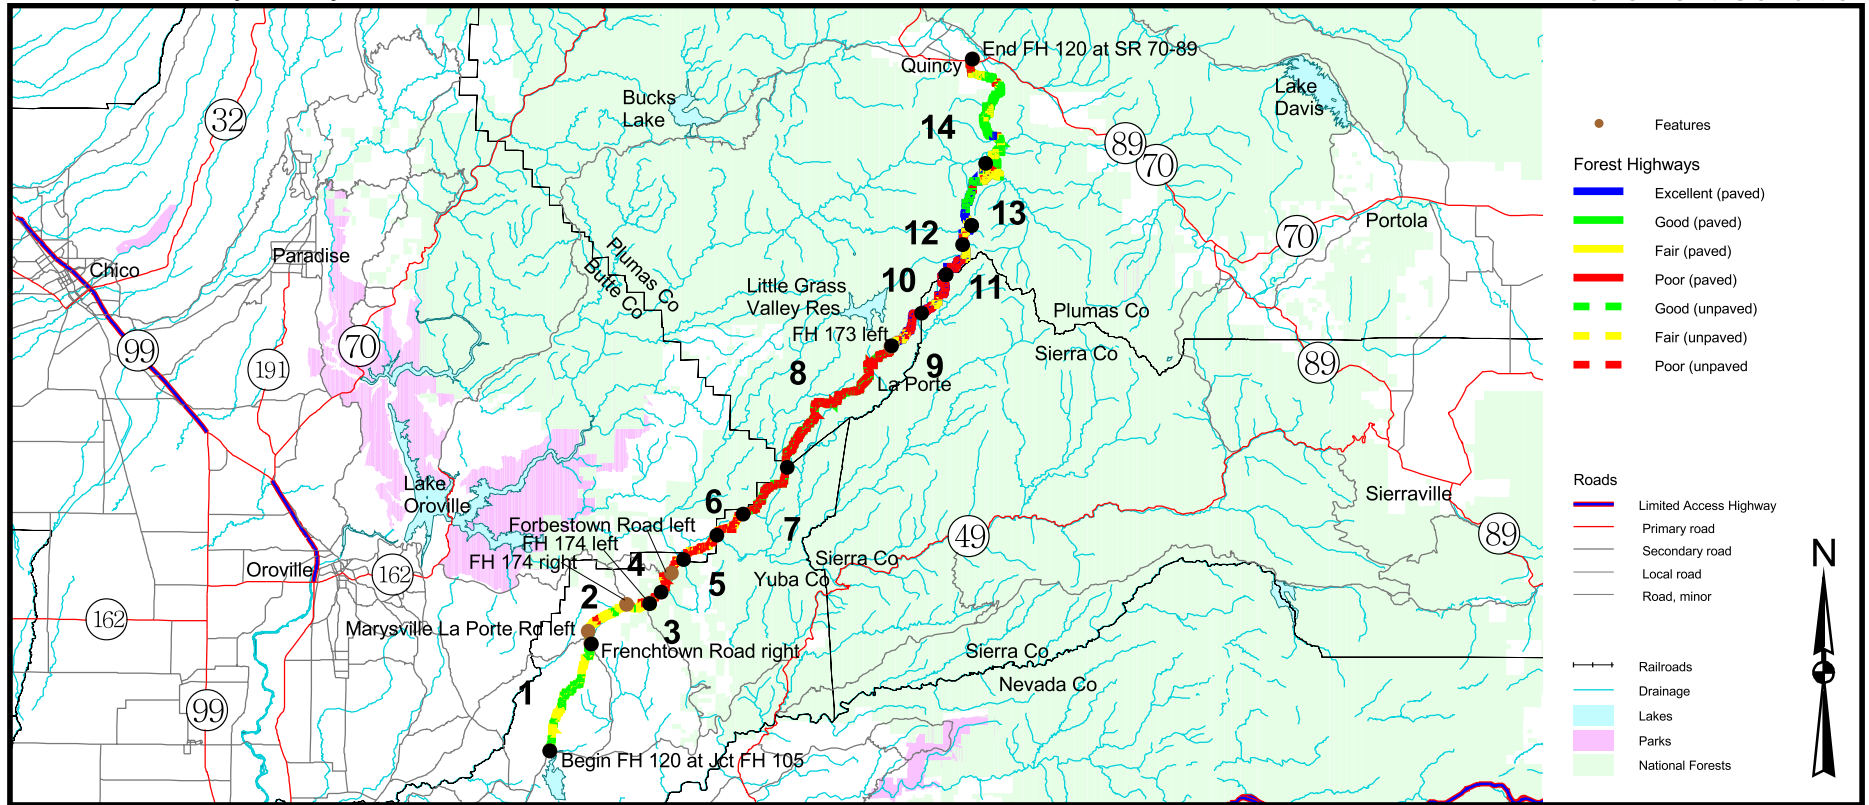 End FH 120 at SR 70-89
Quincy
Bucks
Lake
Lake
Davis
32
14
89
70
13
12
Portola
70
Paradise
Chico
Plumas Co
Butte Co
10
11
Little Grass
Valley Res
Plumas Co
FH 173 left
Sierra Co
99
70
191
89
8
9
La Porte
Lake
Oroville
Sierraville
6
7
Forbestown Road left
FH 174 left
FH 174 right
49
89
4
5
Sierra Co
Yuba Co
Oroville
162
2
162
Marysville La Porte Rd left
3
Frenchtown Road right
Sierra Co
Nevada Co
1
99
Begin FH 120 at Jct FH 105
Features
Forest Highways
Excellent (paved)
Good (paved)
Fair (paved)
Poor (paved)
Good (unpaved)
Fair (unpaved)
Poor (unpaved
Roads
Limited Access Highway
Primary road
Secondary road
Local road
Road, minor
Railroads
Drainage
Lakes
Parks
National Forests
N